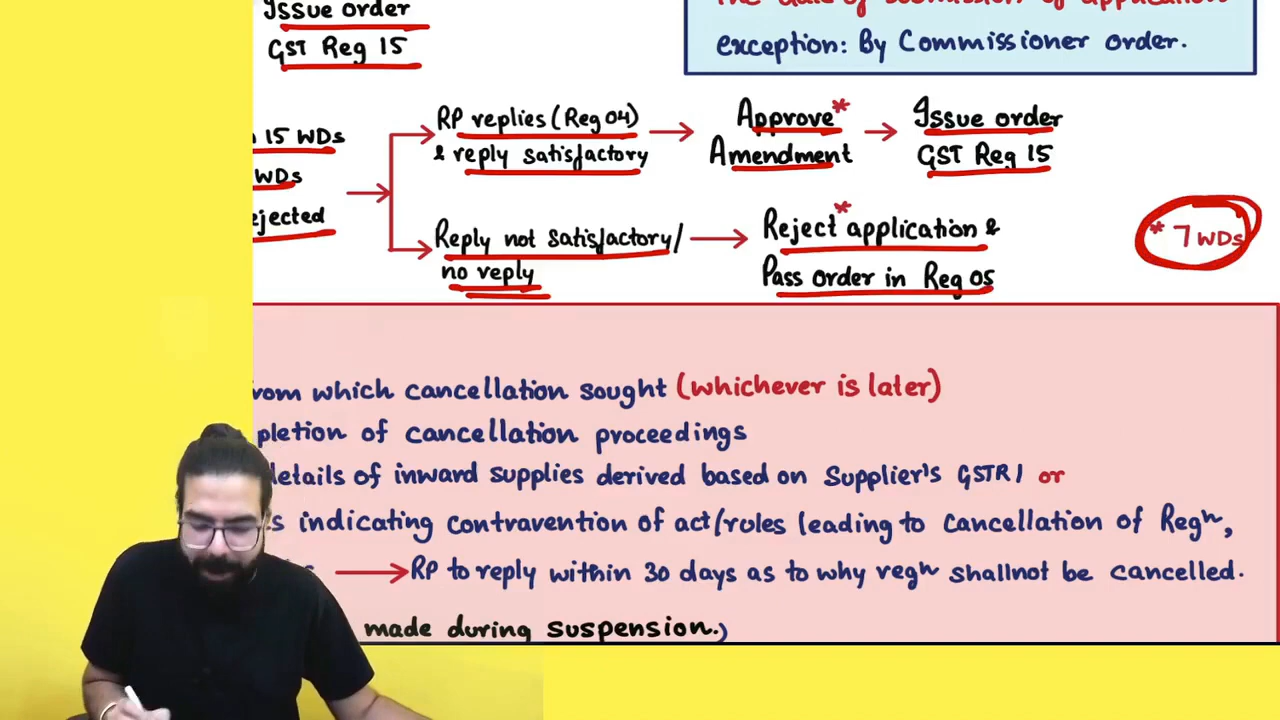 Issue order
GST Reg 15
exception: By Commissioner order.
15 WDs
WDs
ejected
RP replies (Reg 04)
& reply satisfactory
Approve*
Amendment
Issue order
GST Reg 15
Reply not satisfactory/
no reply
Reject* application &
Pass order in Reg 05
* 7 WDs
rom which cancellation sought (whichever is later)
pletion of cancellation proceedings
details of inward supplies derived based on Supplier's GSTR1 or
s indicating contravention of act/rules leading to cancellation of Regn,
RP to reply within 30 days as to why regn shallnot be cancelled.
made during suspension.)